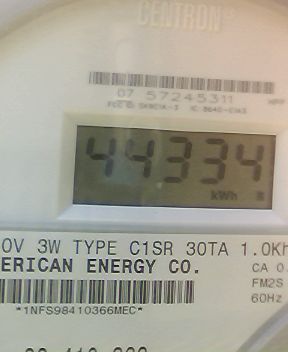 CENTRON
07 57245311
44334
kWh
0V 3W TYPE C1SR 30TA 1.0Kh
ERICAN ENERGY CO.
CA 0.
FM2S
60Hz
*1NFS98410366MEC*